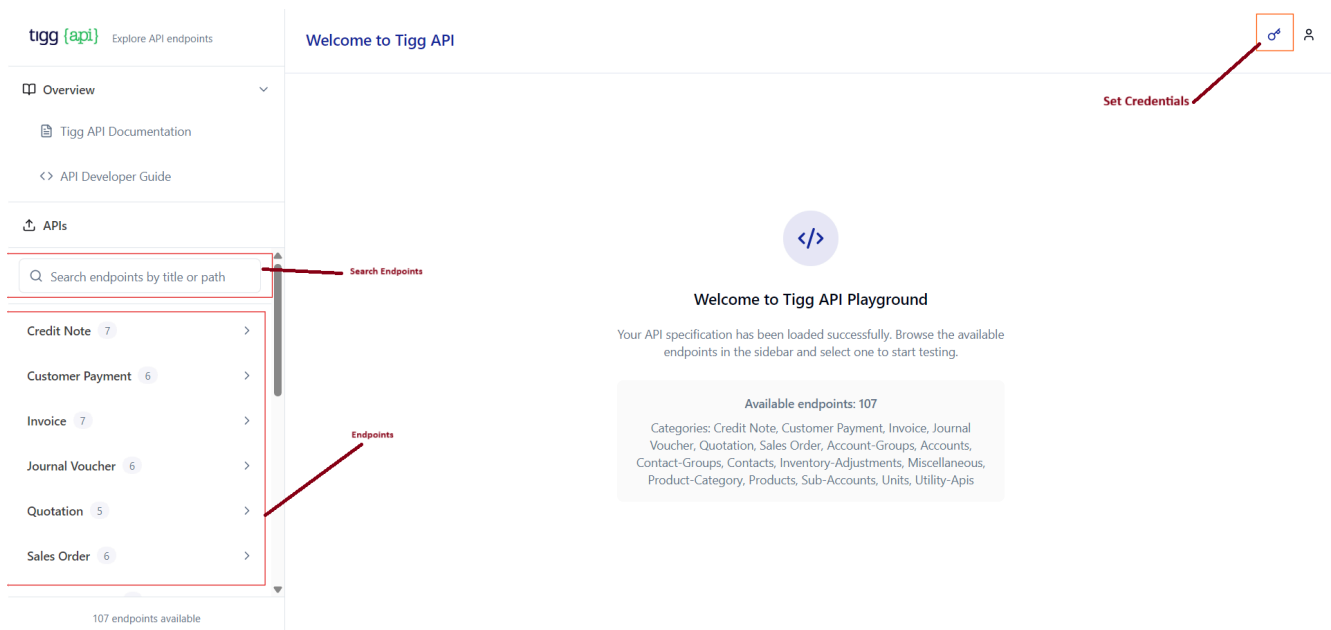 tigg {api} Explore API endpoints
Welcome to Tigg API
Set Credentials
Overview
Tigg API Documentation
<> API Developer Guide
APIs
Search endpoints by title or path
Search Endpoints
Credit Note 7
Customer Payment 6
Invoice 7
Journal Voucher 6
Quotation 5
Sales Order 6
Endpoints
107 endpoints available
</>
Welcome to Tigg API Playground
Your API specification has been loaded successfully. Browse the available
endpoints in the sidebar and select one to start testing.
Available endpoints: 107
Categories: Credit Note, Customer Payment, Invoice, Journal
Voucher, Quotation, Sales Order, Account-Groups, Accounts,
Contact-Groups, Contacts, Inventory-Adjustments, Miscellaneous,
Product-Category, Products, Sub-Accounts, Units, Utility-Apis